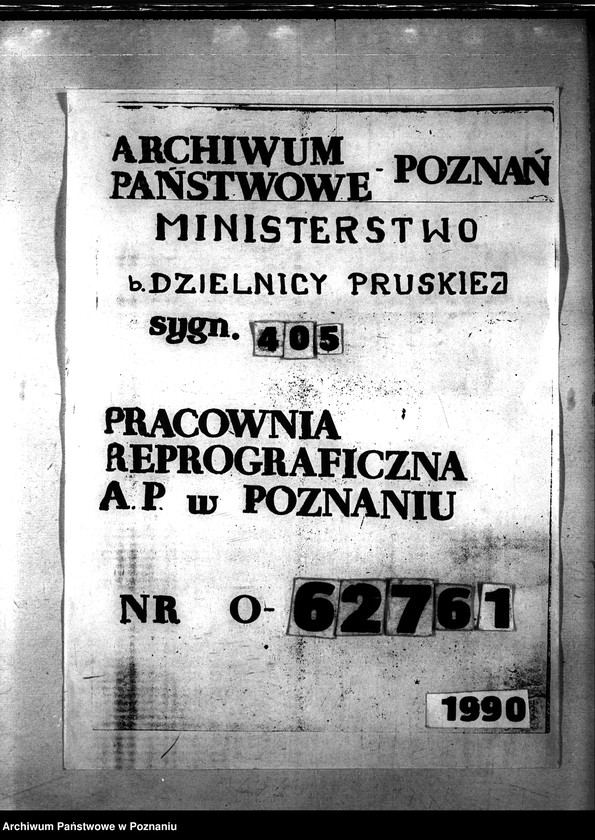 ARCHIWUM
PAŃSTWOWE - POZNAŃ
MINISTERSTWO
b. DZIELNICY PRUSKIEJ
sygn. 405
PRACOWNIA
REPROGRAFICZNA
A.P. w POZNANIU
NR O-62761
1990
Archiwum Państwowe w Poznaniu